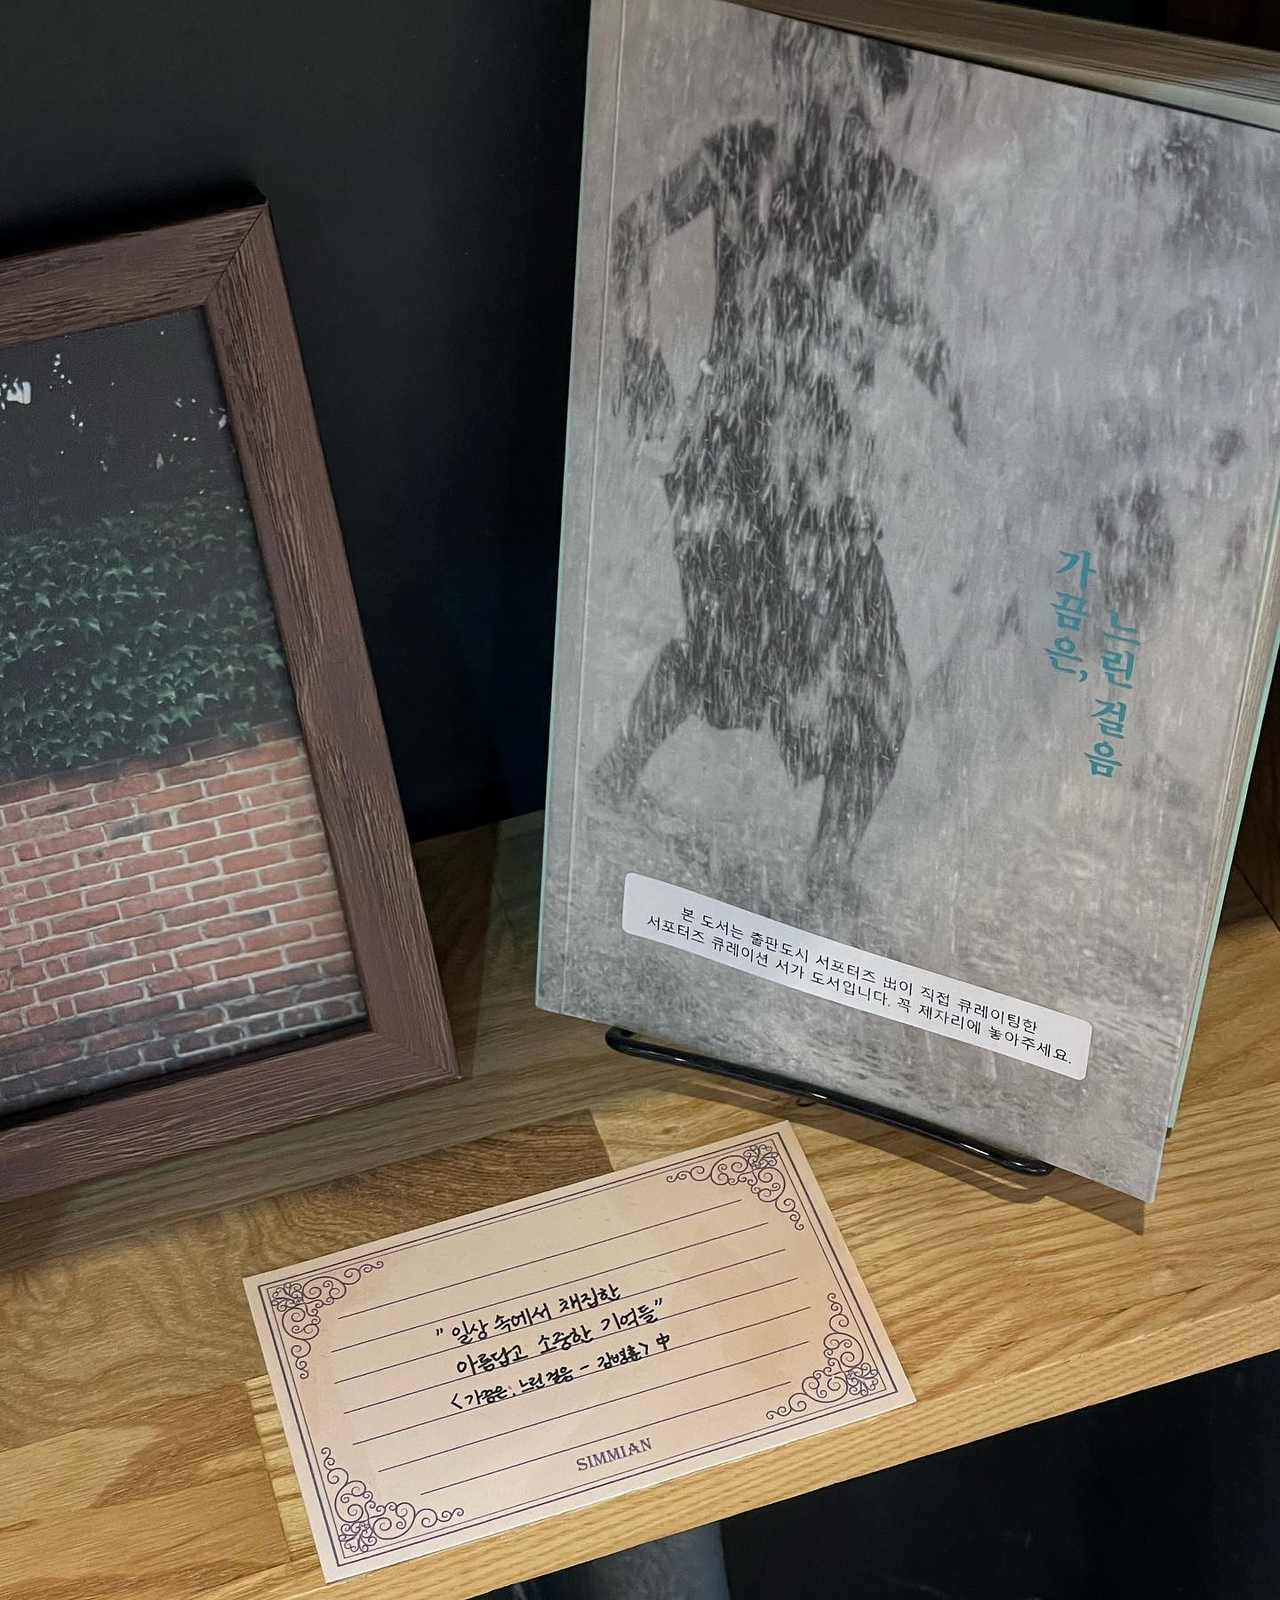 가끔은,
느린 걸음
본 도서는 출판도시 서포터즈 出이 직접 큐레이팅한
서포터즈 큐레이션 서가 도서입니다. 꼭 제자리에 놓아주세요.
"일상 속에서 채집한
아름답고 소중한 기억들"
<가끔은, 느린 걸음 - 김병훈> 中
SIMMIAN